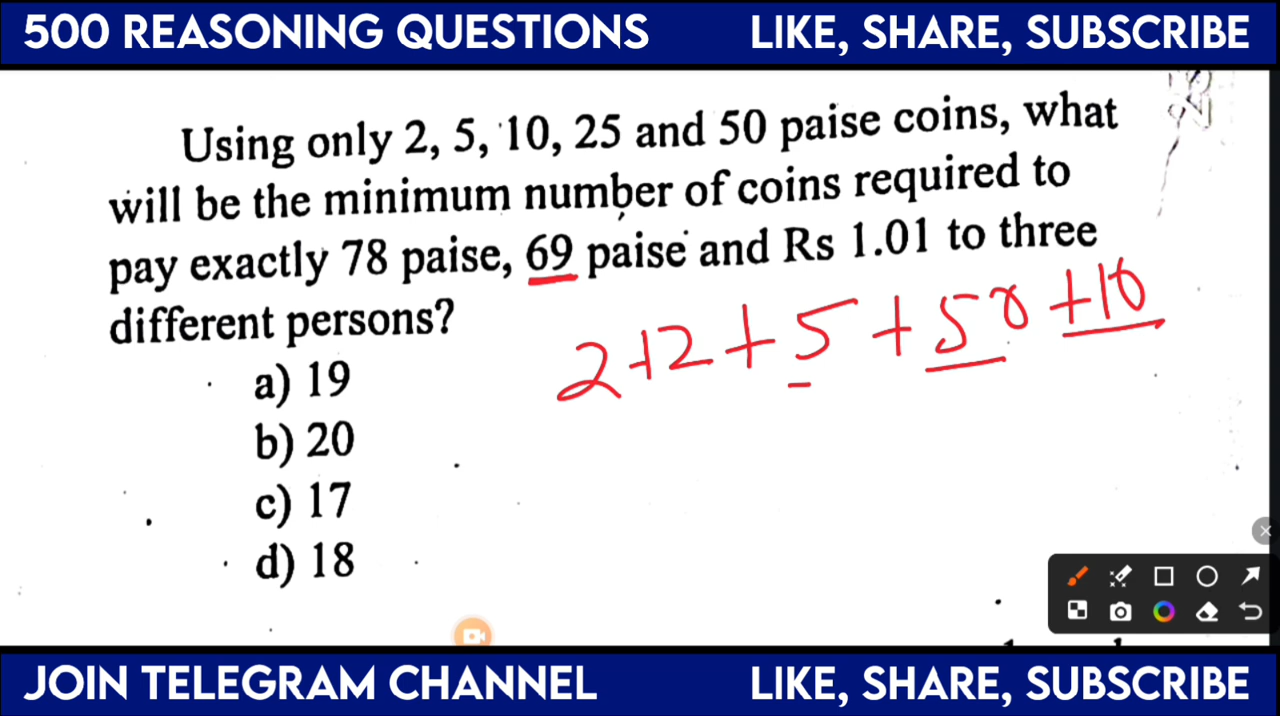 500 REASONING QUESTIONS LIKE, SHARE, SUBSCRIBE
Using only 2, 5, 10, 25 and 50 paise coins, what
will be the minimum number of coins required to
pay exactly 78 paise, 69 paise and Rs 1.01 to three
different persons?
2+2+5+50+10
a) 19
b) 20
c) 17
d) 18
JOIN TELEGRAM CHANNEL LIKE, SHARE, SUBSCRIBE